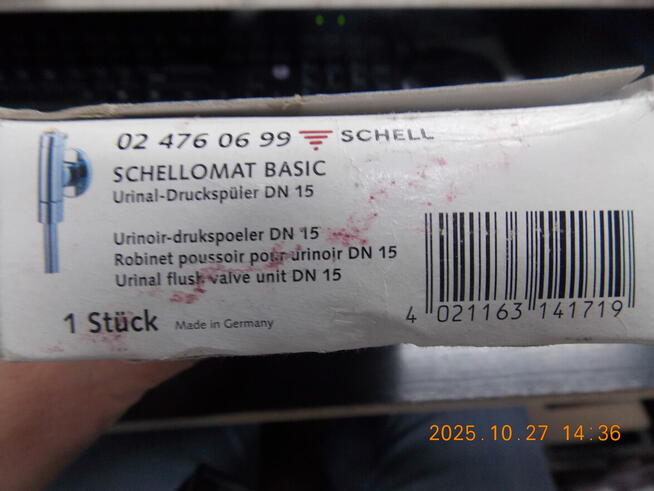 02 476 06 99 SCHELL
SCHELLOMAT BASIC
Urinal-Druckspüler DN 15
Urinoir-drukspoeler DN 15
Robinet poussoir pour urinoir DN 15
Urinal flush valve unit DN 15
1 Stück Made in Germany
4 021163 141719
2025.10.27 14:36